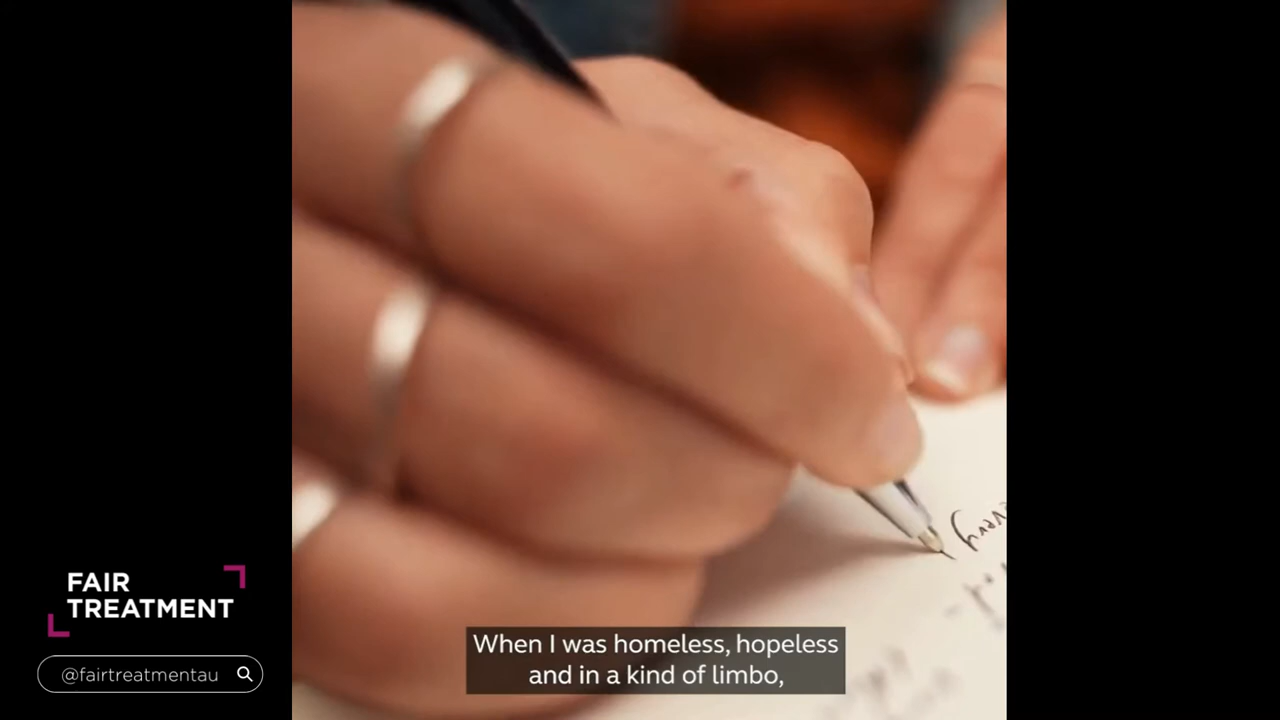 FAIR
TREATMENT
@fairtreatmentau
When I was homeless, hopeless
and in a kind of limbo,